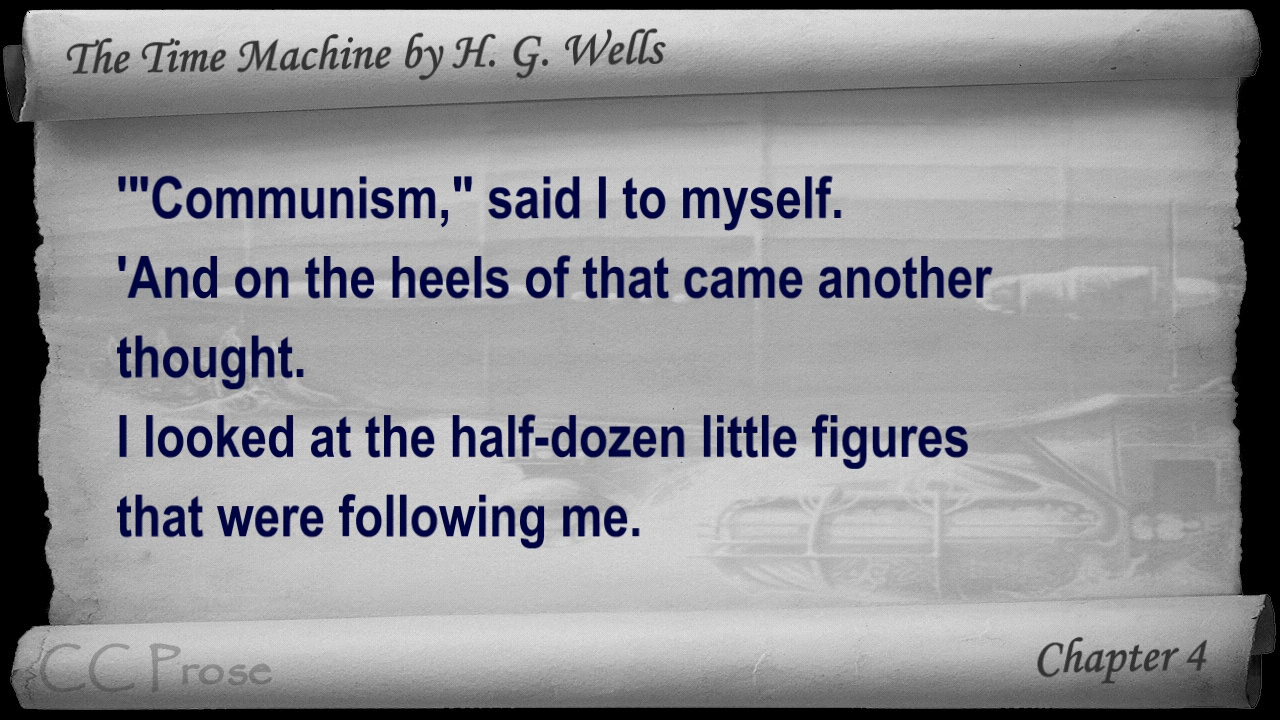 The Time Machine by H. G. Wells
'"Communism," said I to myself.
'And on the heels of that came another
thought.
I looked at the half-dozen little figures
that were following me.
CC Prose
Chapter 4